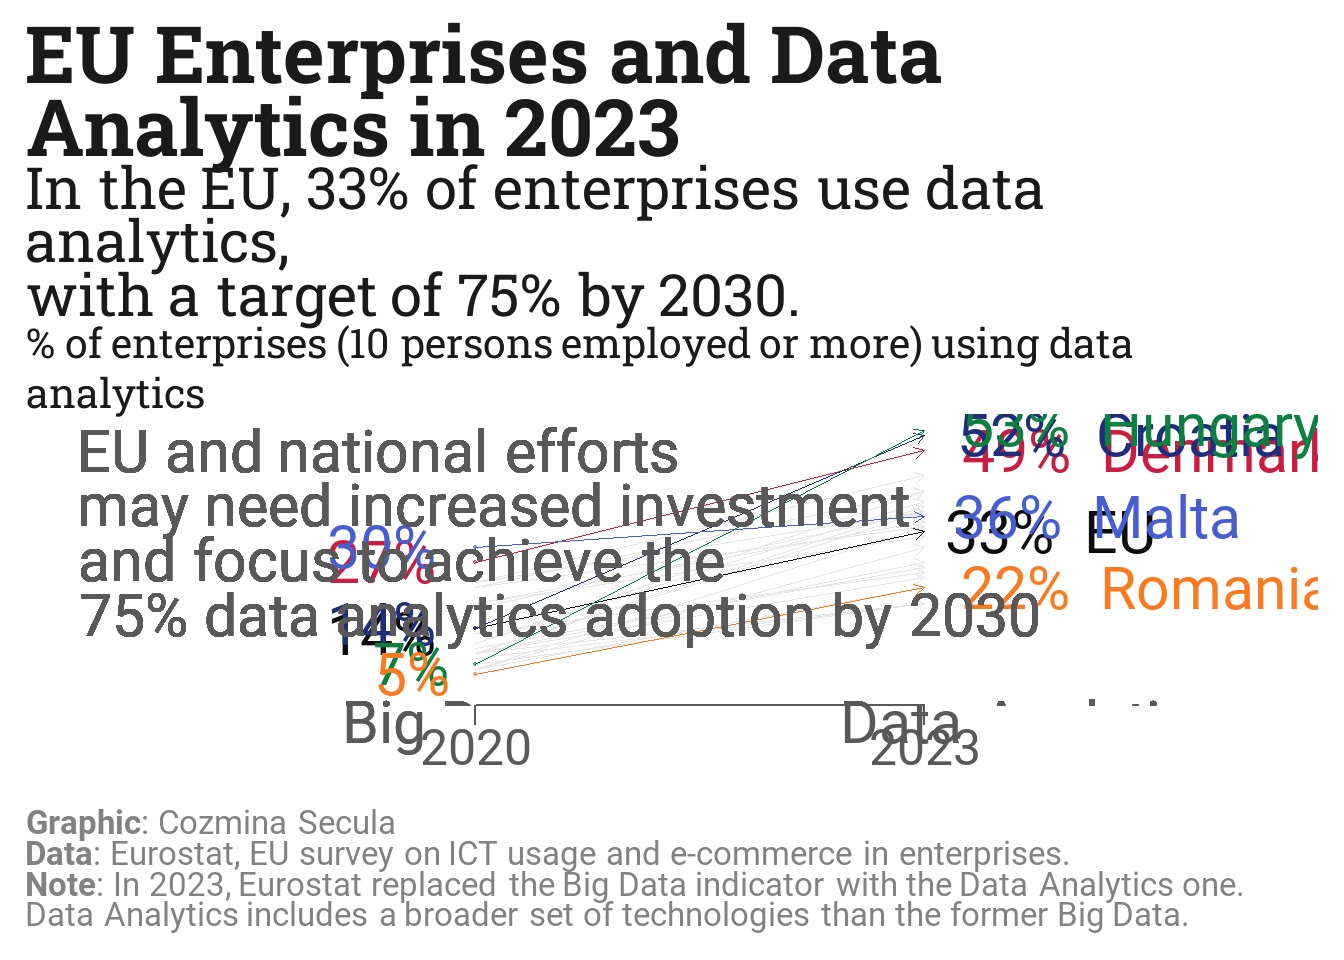 EU Enterprises and Data
Analytics in 2023
In the EU, 33% of enterprises use data
analytics,
with a target of 75% by 2030.
% of enterprises (10 persons employed or more) using data
analytics
EU and national efforts
may need increased investment
and focus to achieve the
75% data analytics adoption by 2030
53% Hungary
52% Croatia
49% Denmark
36% Malta
33% EU
22% Romania
30%
27%
14%
14%
7%
5%
Big
Data
2020
2023
Graphic: Cozmina Secula
Data: Eurostat, EU survey on ICT usage and e-commerce in enterprises.
Note: In 2023, Eurostat replaced the Big Data indicator with the Data Analytics one.
Data Analytics includes a broader set of technologies than the former Big Data.